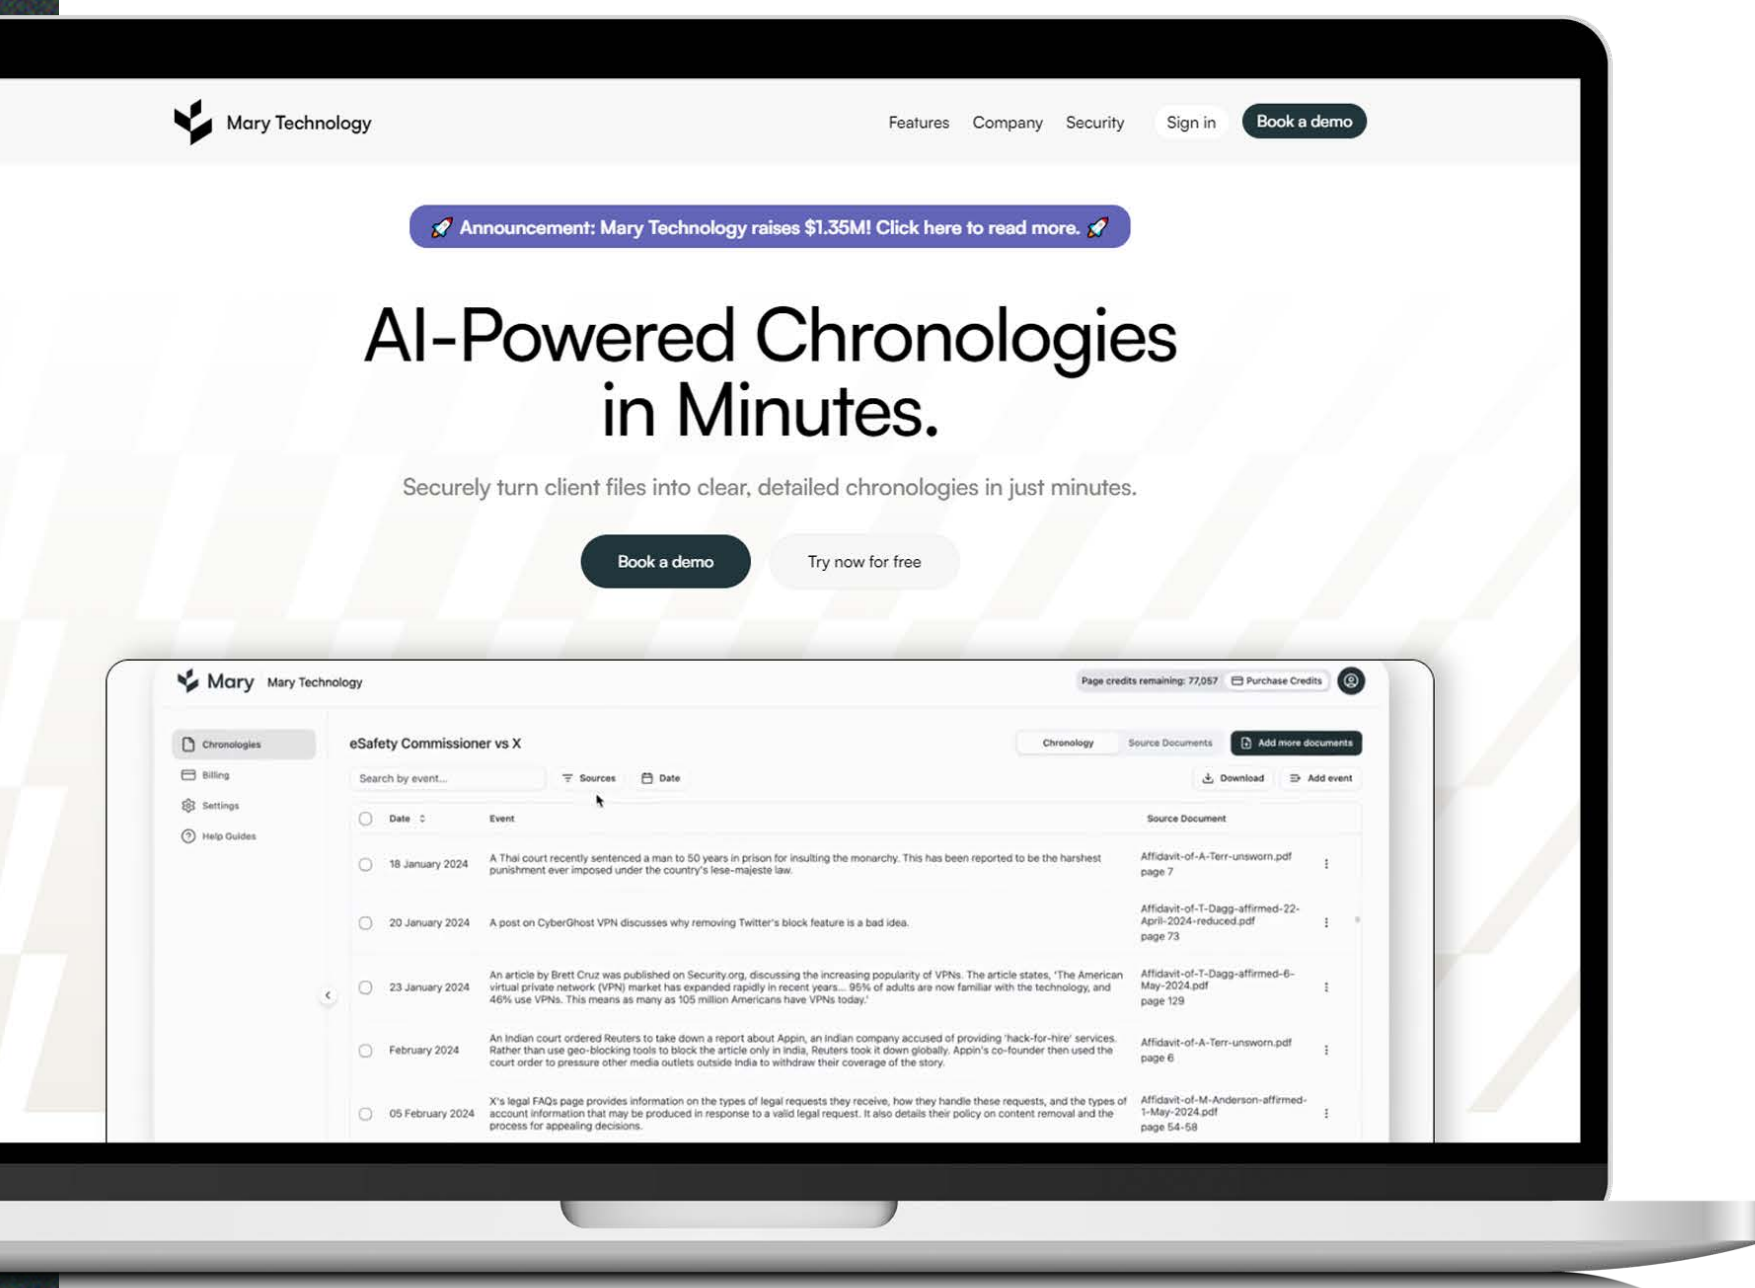 Mary Technology
Features Company Security Sign in Book a demo
🚀 Announcement: Mary Technology raises $1.35M! Click here to read more. 🚀
AI-Powered Chronologies
in Minutes.
Securely turn client files into clear, detailed chronologies in just minutes.
Book a demo Try now for free
Mary Mary Technology Page credits remaining: 77,057 Purchase Credits
Chronologies
Billing
Settings
Help Guides
eSafety Commissioner vs X Chronology Source Documents Add more documents
Search by event... Sources Date Download Add event
Date Event Source Document
18 January 2024
A Thai court recently sentenced a man to 50 years in prison for insulting the monarchy. This has been reported to be the harshest
punishment ever imposed under the country's lese-majeste law.
Affidavit-of-A-Terr-unsworn.pdf
page 7
20 January 2024
A post on CyberGhost VPN discusses why removing Twitter's block feature is a bad idea.
Affidavit-of-T-Dagg-affirmed-22-
April-2024-reduced.pdf
page 73
23 January 2024
An article by Brett Cruz was published on Security.org, discussing the increasing popularity of VPNs. The article states, 'The American
virtual private network (VPN) market has expanded rapidly in recent years... 95% of adults are now familiar with the technology, and
46% use VPNs. This means as many as 105 million Americans have VPNs today.'
Affidavit-of-T-Dagg-affirmed-6-
May-2024.pdf
page 129
February 2024
An Indian court ordered Reuters to take down a report about Appin, an Indian company accused of providing 'hack-for-hire' services.
Rather than use geo-blocking tools to block the article only in India, Reuters took it down globally. Appin's co-founder then used the
court order to pressure other media outlets outside India to withdraw their coverage of the story.
Affidavit-of-A-Terr-unsworn.pdf
page 6
05 February 2024
X's legal FAQs page provides information on the types of legal requests they receive, how they handle these requests, and the types of
account information that may be produced in response to a valid legal request. It also details their policy on content removal and the
process for appealing decisions.
Affidavit-of-M-Anderson-affirmed-
1-May-2024.pdf
page 54-58